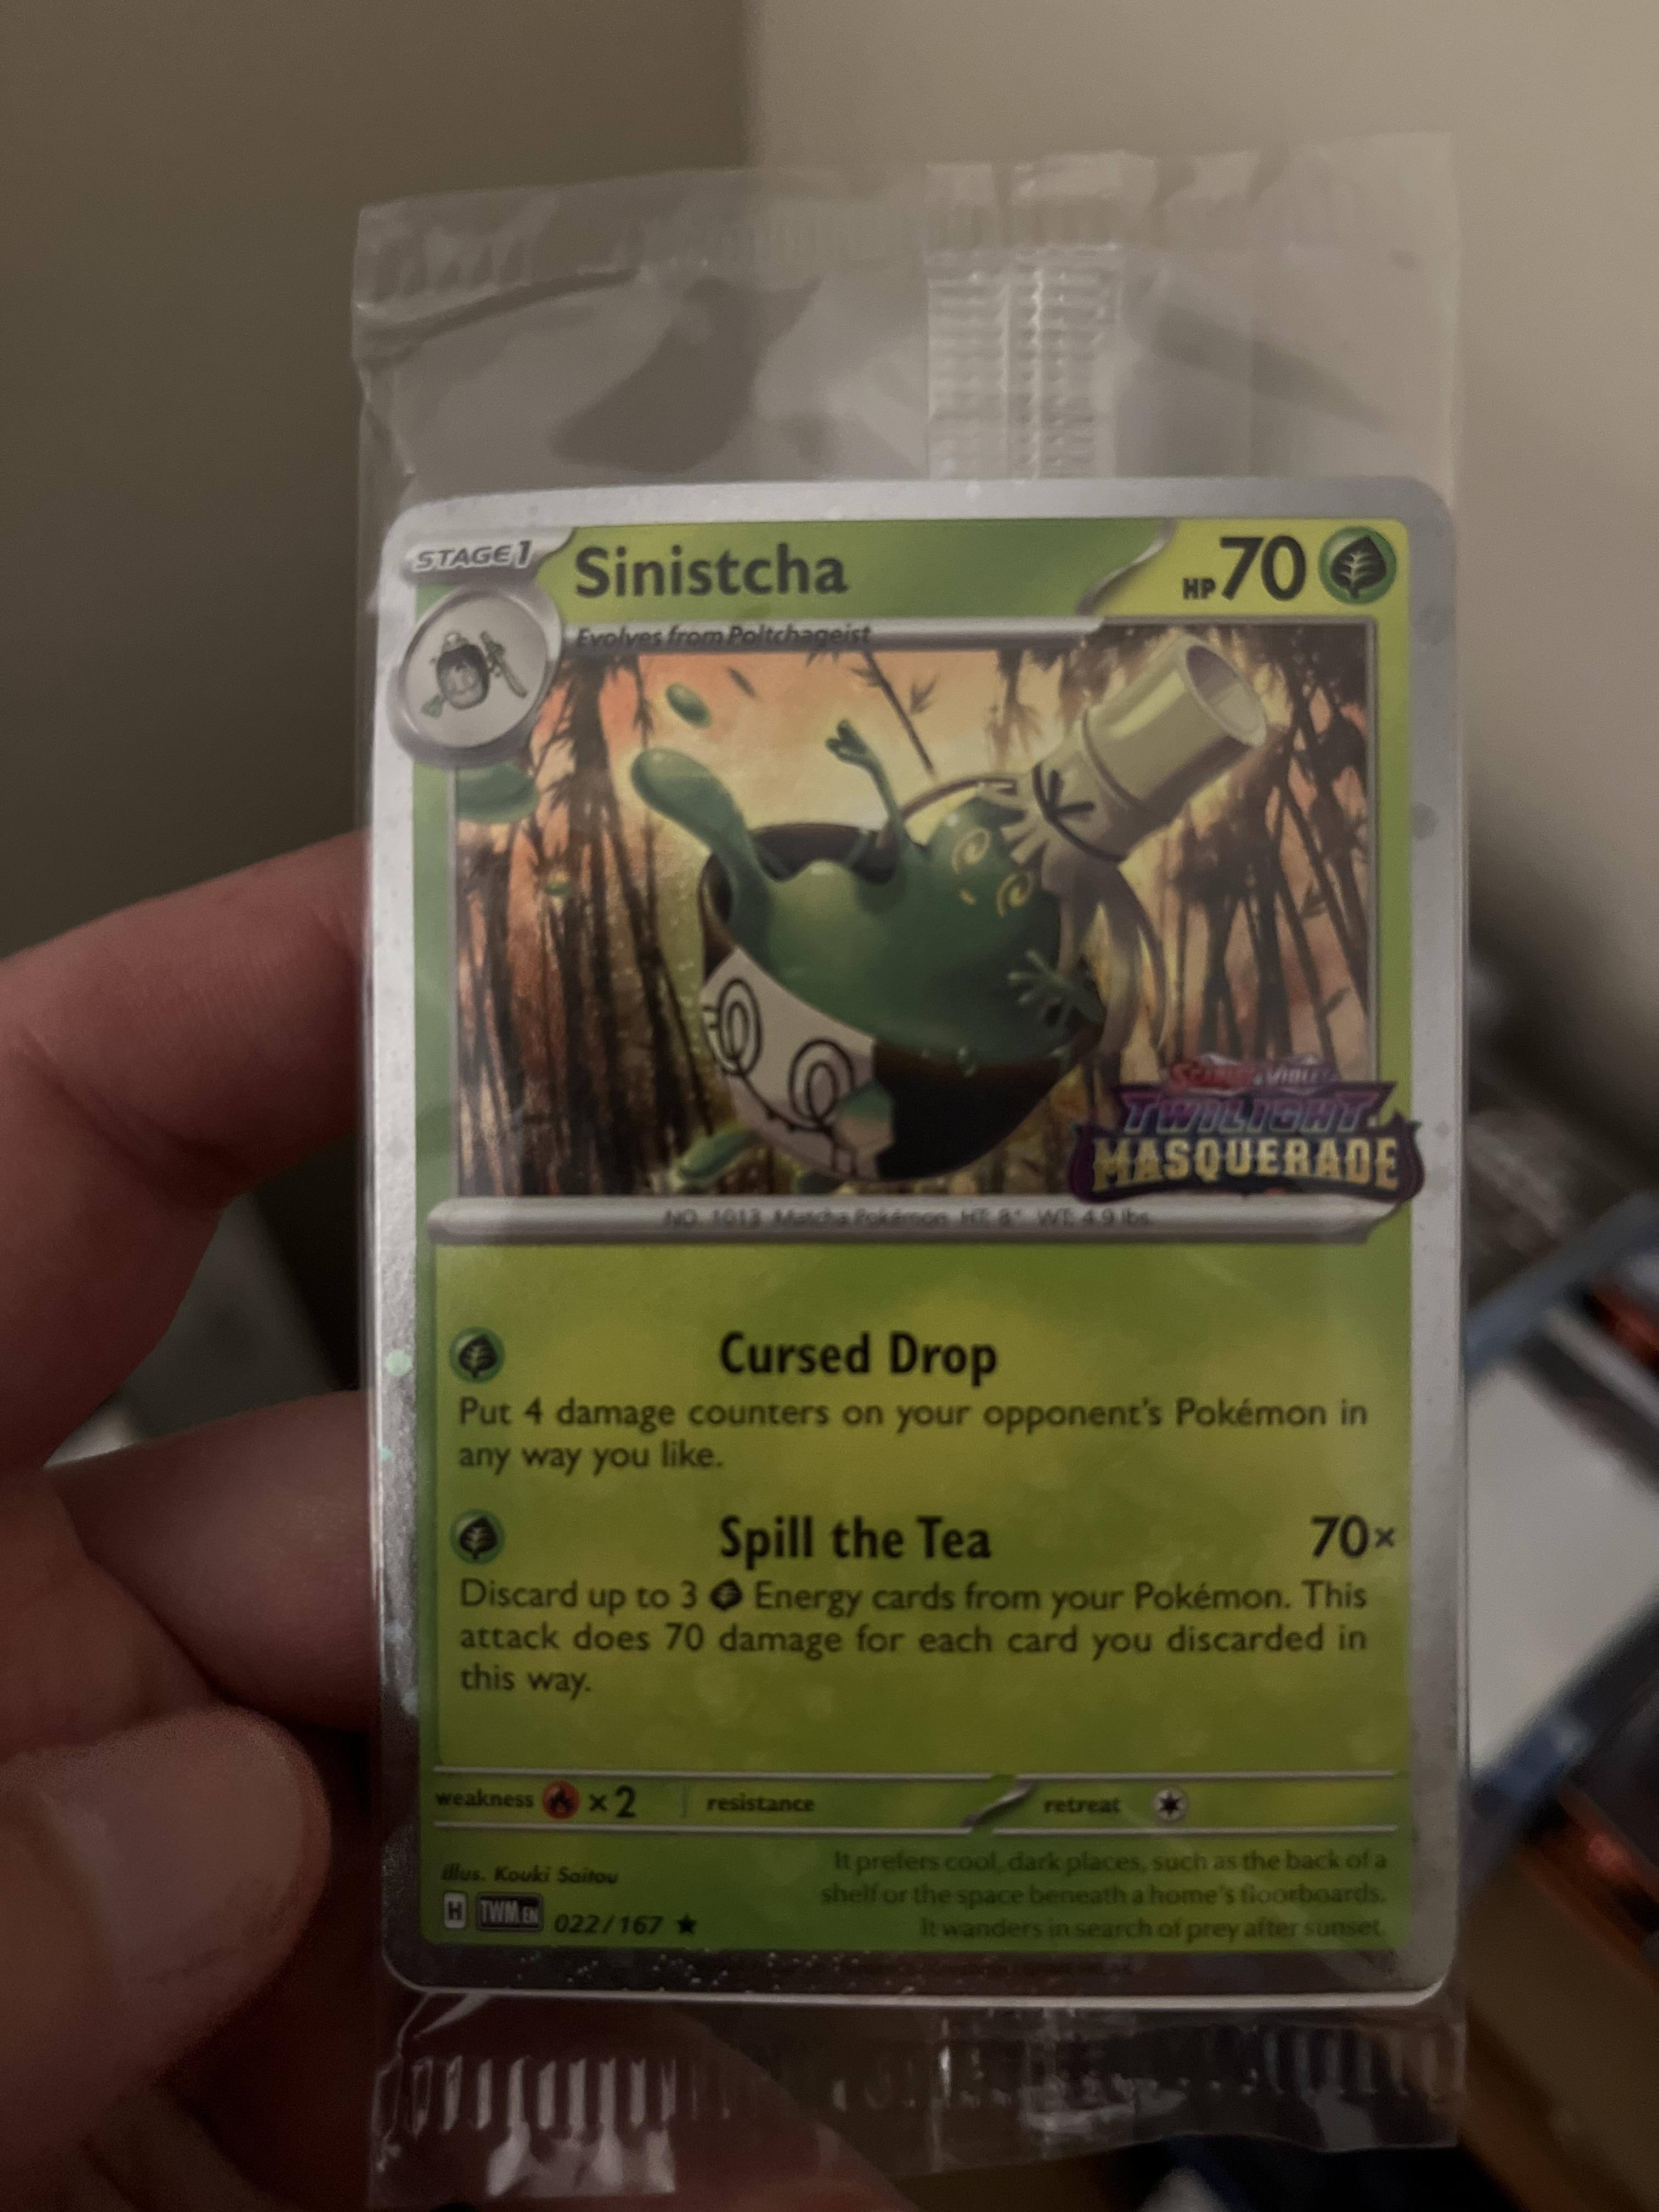 STAGE 1
Sinistcha
HP 70
Evolves from Poltchageist
SCARLET & VIOLET
TWILIGHT
MASQUERADE
NO. 1013 Matcha Pokémon HT: 8" WT: 4.9 lbs.
Cursed Drop
Put 4 damage counters on your opponent's Pokémon in
any way you like.
Spill the Tea 70×
Discard up to 3 Energy cards from your Pokémon. This
attack does 70 damage for each card you discarded in
this way.
weakness ×2 resistance retreat
Illus. Kouki Saitou
It prefers cool, dark places, such as the back of a
shelf or the space beneath a home's floorboards.
It wanders in search of prey after sunset.
H TWM EN 022/167 ★